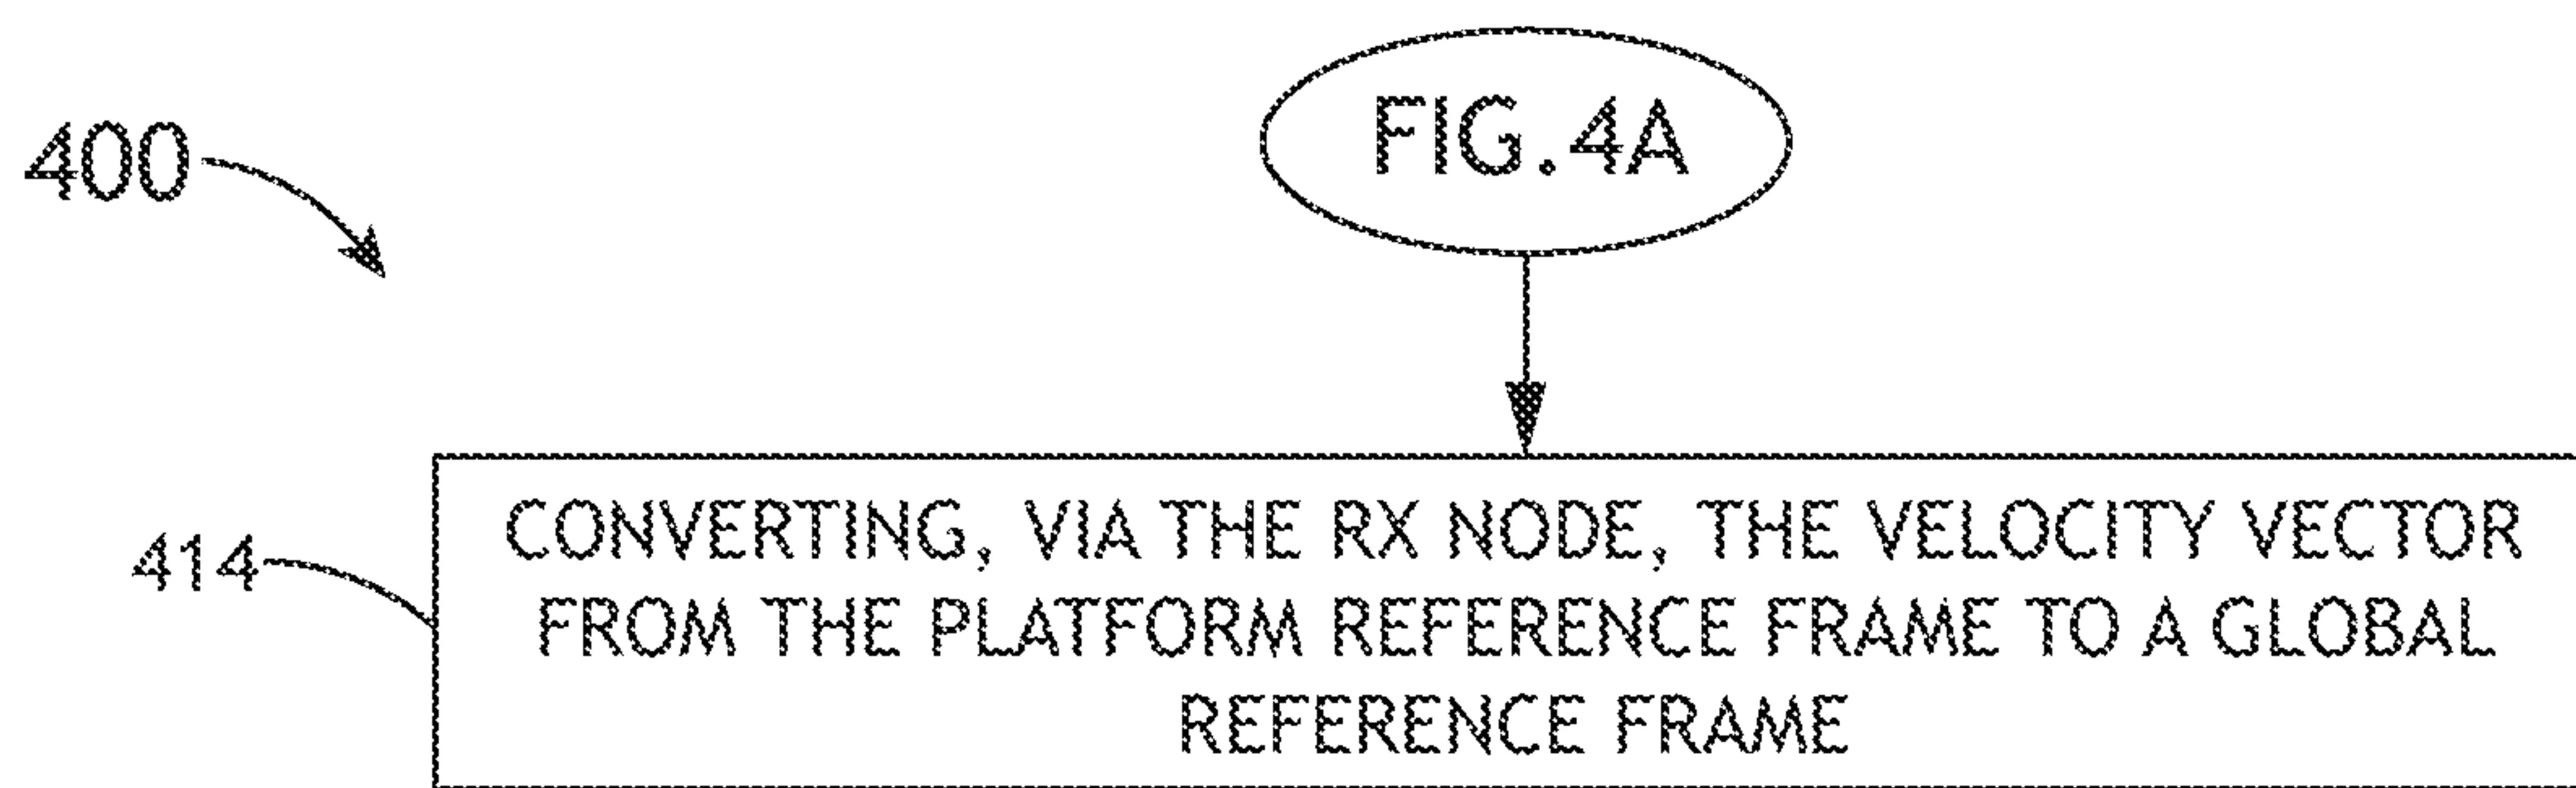 400
FIG.4A
414
CONVERTING, VIA THE RX NODE, THE VELOCITY VECTOR
FROM THE PLATFORM REFERENCE FRAME TO A GLOBAL
REFERENCE FRAME